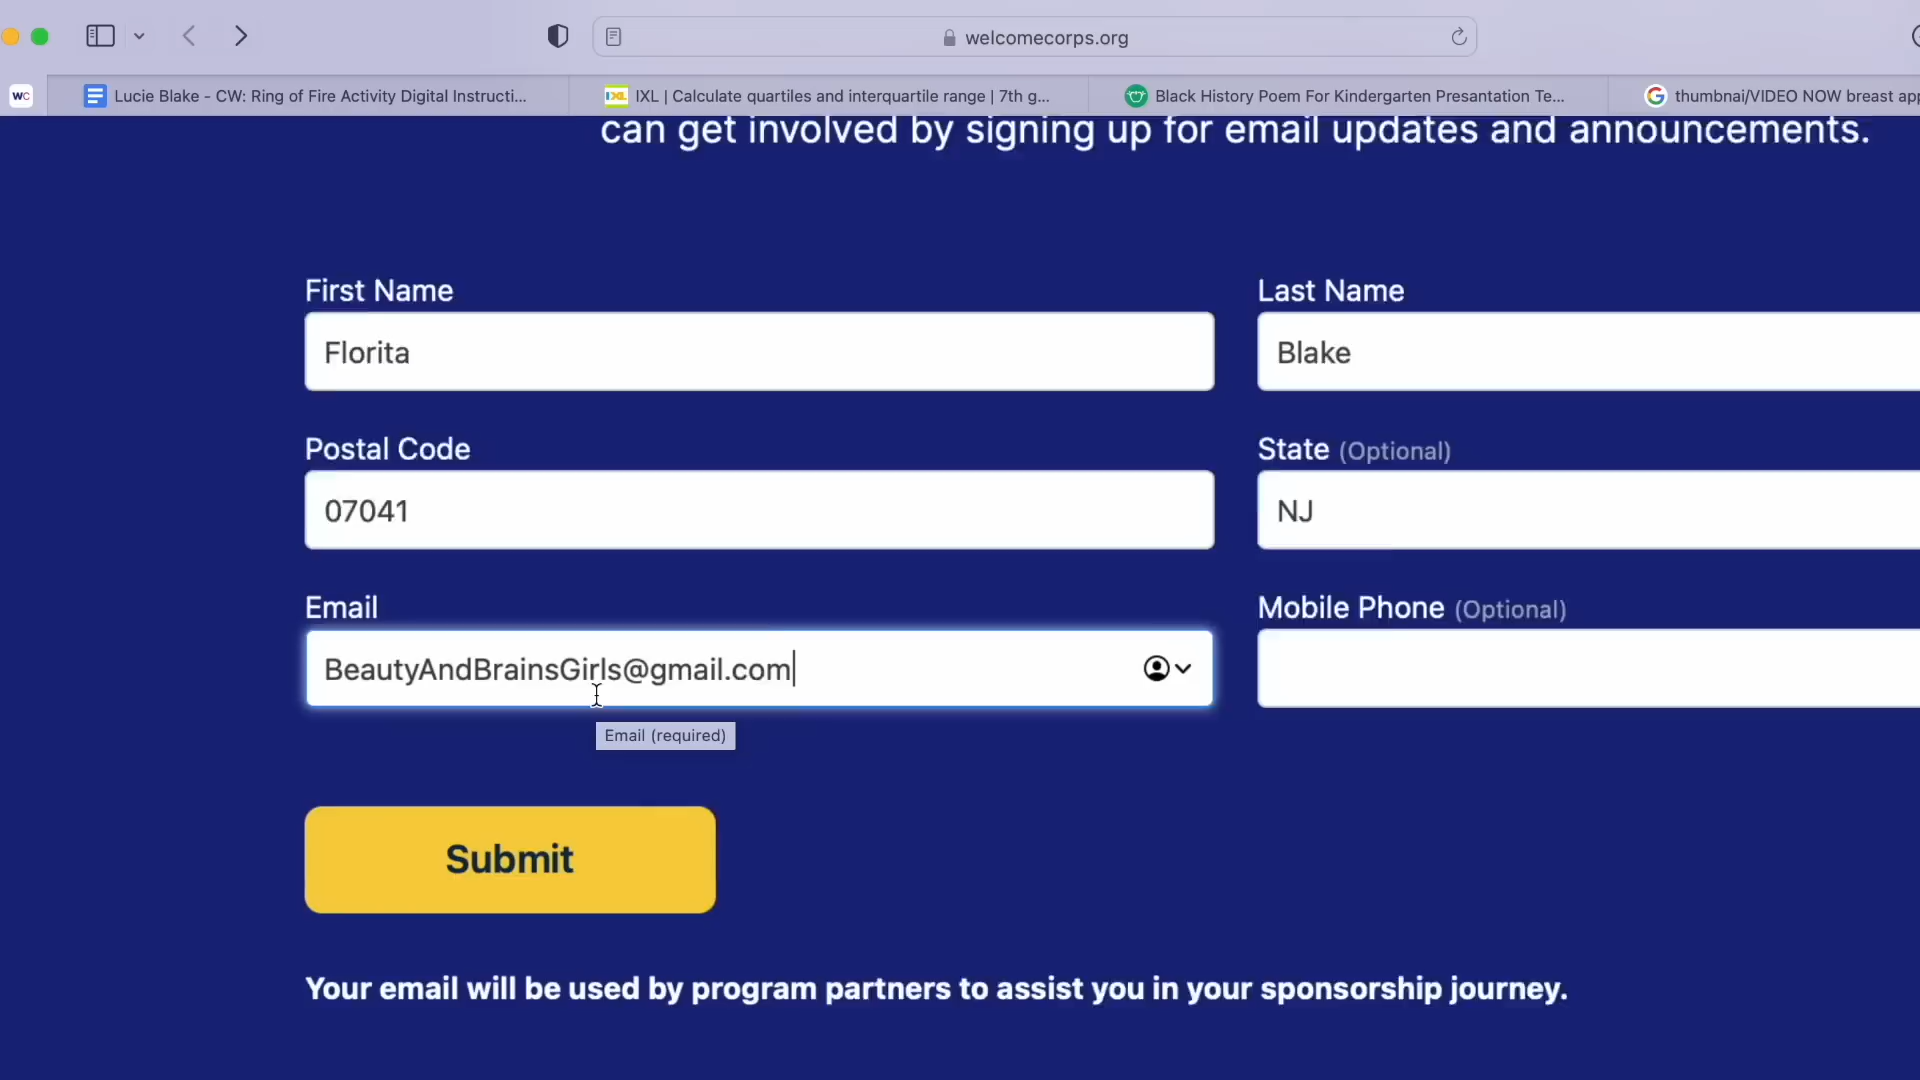 welcomecorps.org
WC
Lucie Blake - CW: Ring of Fire Activity Digital Instructi...
IXL | Calculate quartiles and interquartile range | 7th g...
Black History Poem For Kindergarten Presantation Te...
thumbnai/VIDEO NOW breast app
can get involved by signing up for email updates and announcements.
First Name
Last Name
Florita
Blake
Postal Code
State (Optional)
07041
NJ
Email
Mobile Phone (Optional)
BeautyAndBrainsGirls@gmail.com
Email (required)
Submit
Your email will be used by program partners to assist you in your sponsorship journey.